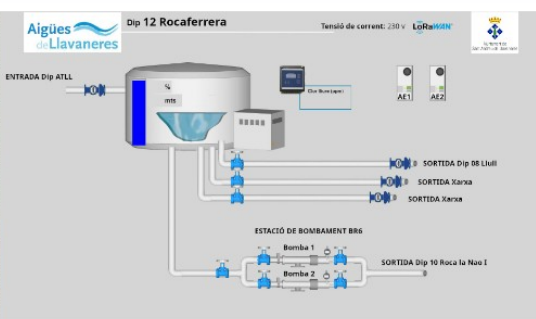 Aigües
de Llavaneres
Dip 12 Rocaferrera
Tensió de corrent: 230 v
LoRaWAN
ENTRADA Dip ATLL
%
mts
AE1
AE2
SORTIDA Dip 08 Llull
SORTIDA Xarxa
SORTIDA Xarxa
ESTACIÓ DE BOMBAMENT BR6
Bomba 1
Bomba 2
SORTIDA Dip 10 Roca la Nao I